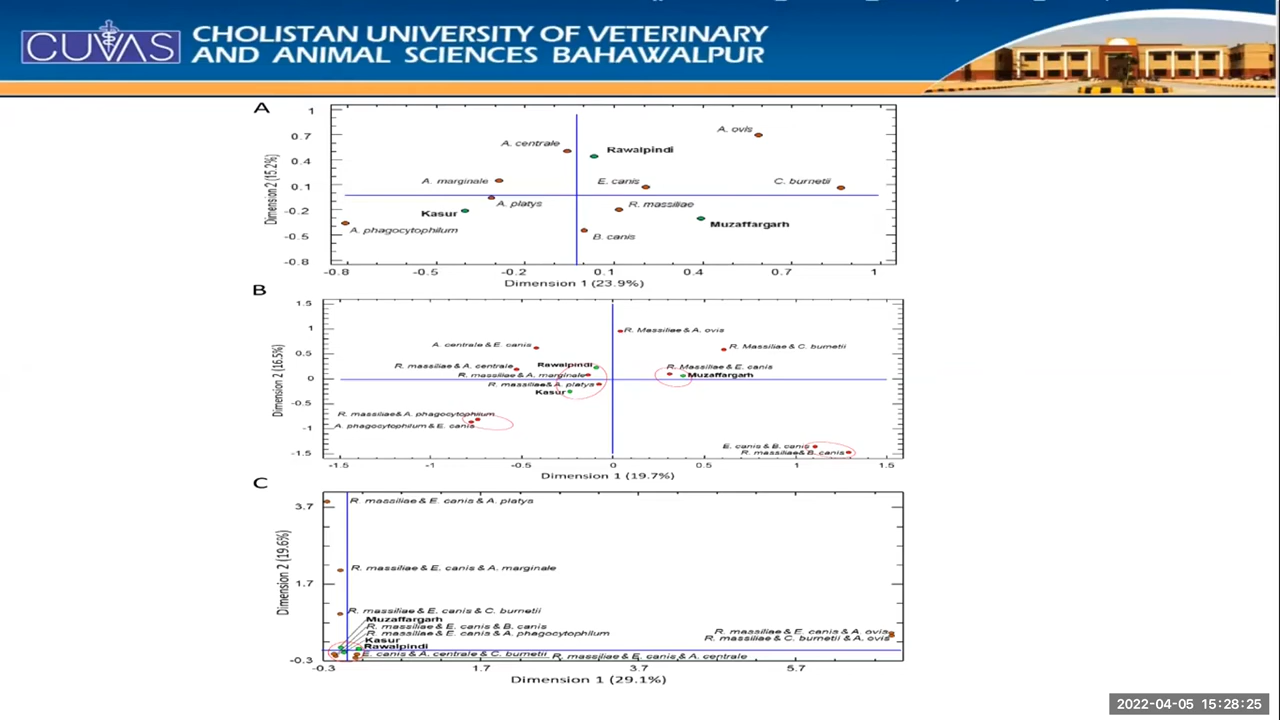 CUVAS
CHOLISTAN UNIVERSITY OF VETERINARY
AND ANIMAL SCIENCES BAHAWALPUR
A
1
0.7
0.4
0.1
-0.2
-0.5
-0.8
Dimension 2 (15.2%)
A. ovis
A. centrale
Rawalpindi
A. marginale
E. canis
C. burnetii
A. platys
R. massiliae
Kasur
Muzaffargarh
A. phagocytophilum
B. canis
-0.8 -0.5 -0.2 0.1 0.4 0.7 1
Dimension 1 (23.9%)
B
1.5
1
0.5
0
-0.5
-1
-1.5
Dimension 2 (16.5%)
R. Massiliae & A. ovis
A. centrale & E. canis
R. Massiliae & C. burnetii
R. massiliae & A. centrale
Rawalpindi
R. Massiliae & E. canis
R. massiliae & A. marginale
Muzaffargarh
R. massiliae & A. platys
Kasur
R. massiliae& A. phagocytophilum
A. phagocytophilum & E. canis
E. canis & B. canis
R. massiliae& B. canis
-1.5 -1 -0.5 0 0.5 1 1.5
Dimension 1 (19.7%)
C
3.7
1.7
-0.3
Dimension 2 (19.6%)
R. massiliae & E. canis & A. platys
R. massiliae & E. canis & A. marginale
R. massiliae & E. canis & C. burnetii
Muzaffargarh
R. massiliae & E. canis & B. canis
R. massiliae & E. canis & A. phagocytophilum
Kasur
Rawalpindi
E. canis & A. centrale & C. burnetii
R. massiliae & E. canis & A. centrale
R. massiliae & E. canis & A. ovis
R. massiliae & C. burnetii & A. ovis
-0.3 1.7 3.7 5.7
Dimension 1 (29.1%)
2022-04-05 15:28:25